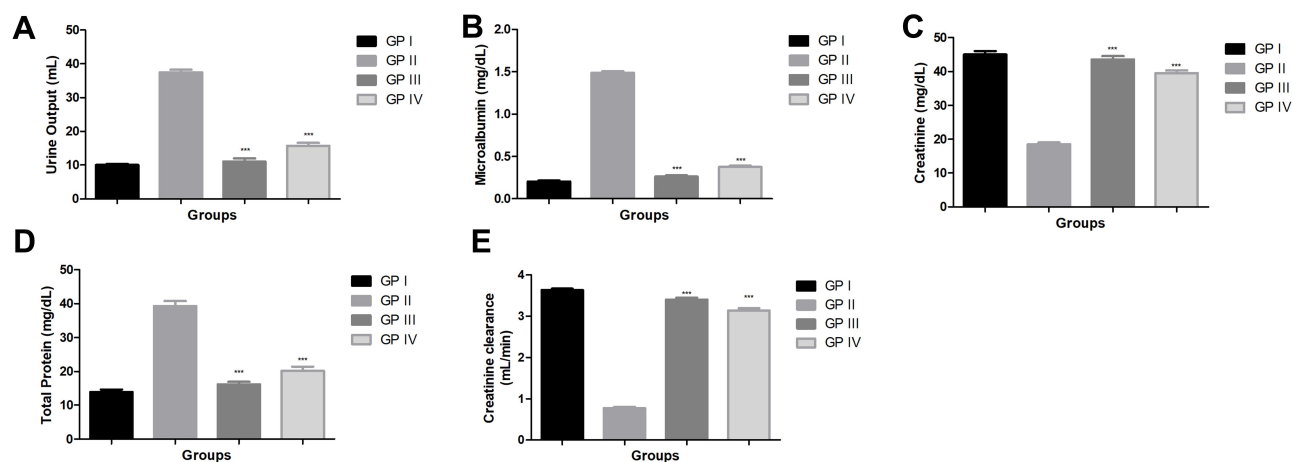 A
Urine Output (mL)
50
40
30
20
10
0
***
***
Groups
GP I
GP II
GP III
GP IV
B
Microalbumin (mg/dL)
2.0
1.5
1.0
0.5
0.0
***
***
Groups
GP I
GP II
GP III
GP IV
C
Creatinine (mg/dL)
50
40
30
20
10
0
***
***
Groups
GP I
GP II
GP III
GP IV
D
Total Protein (mg/dL)
50
40
30
20
10
0
***
***
Groups
GP I
GP II
GP III
GP IV
E
Creatinine clearance
(mL/min)
4
3
2
1
0
***
***
Groups
GP I
GP II
GP III
GP IV